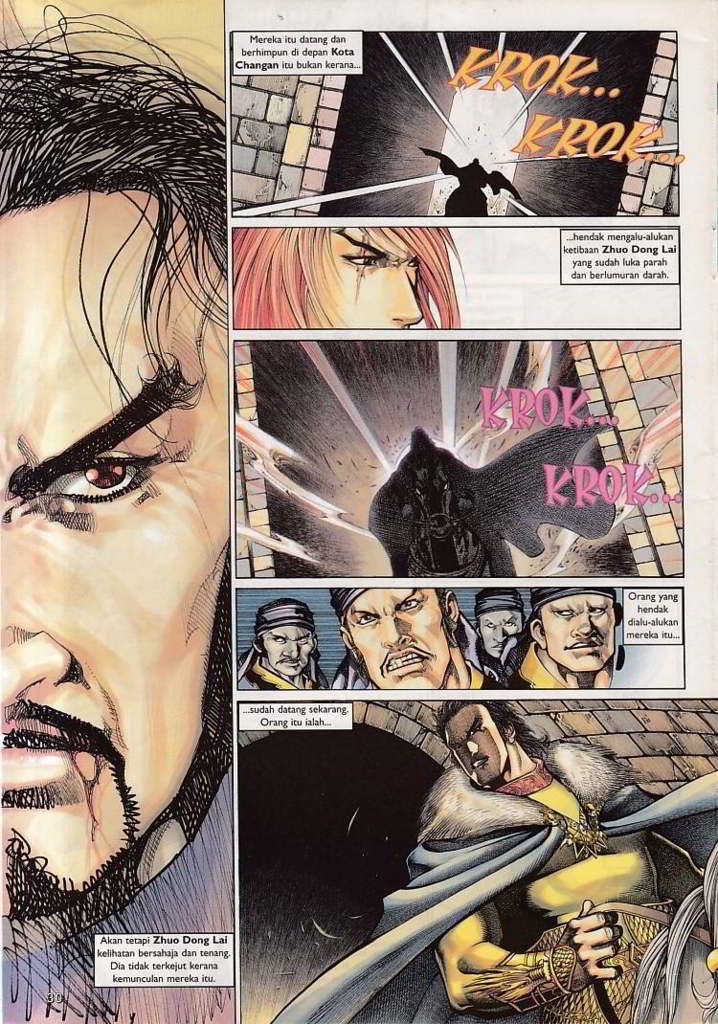 Mereka itu datang dan
berhimpun di depan Kota
Changan itu bukan kerana...
KROK...
KROK...
...hendak mengalu-alukan
ketibaan Zhuo Dong Lai
yang sudah luka parah
dan berlumuran darah.
KROK...
KROK...
Orang yang
hendak
dialu-alukan
mereka itu...
...sudah datang sekarang.
Orang itu ialah...
Akan tetapi Zhuo Dong Lai
kelihatan bersahaja dan tenang.
Dia tidak terkejut kerana
kemunculan mereka itu.
30